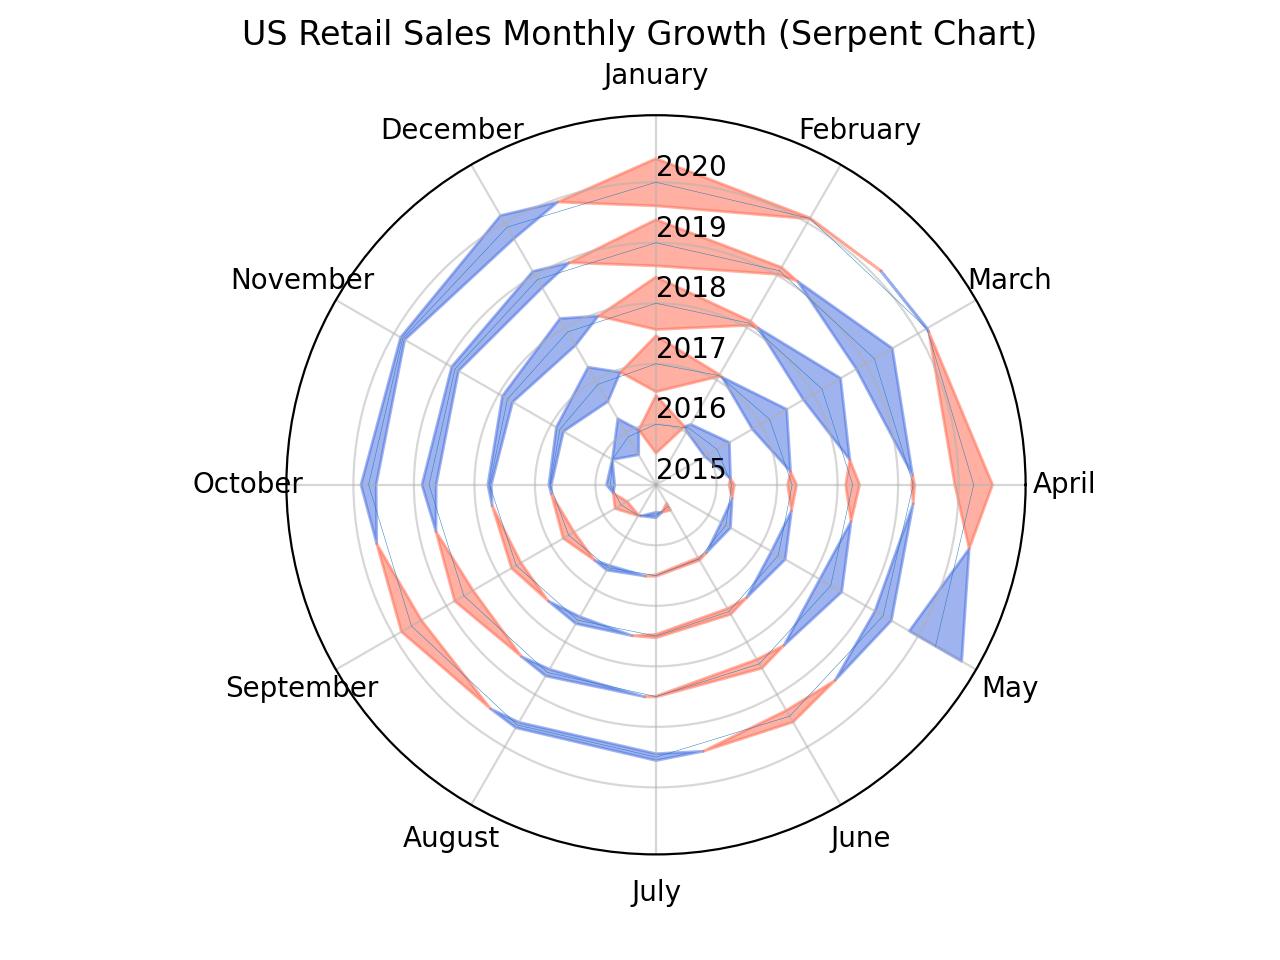 US Retail Sales Monthly Growth (Serpent Chart)
January
December
February
2020
2019
November
March
2018
2017
2016
2015
October
April
September
May
August
June
July